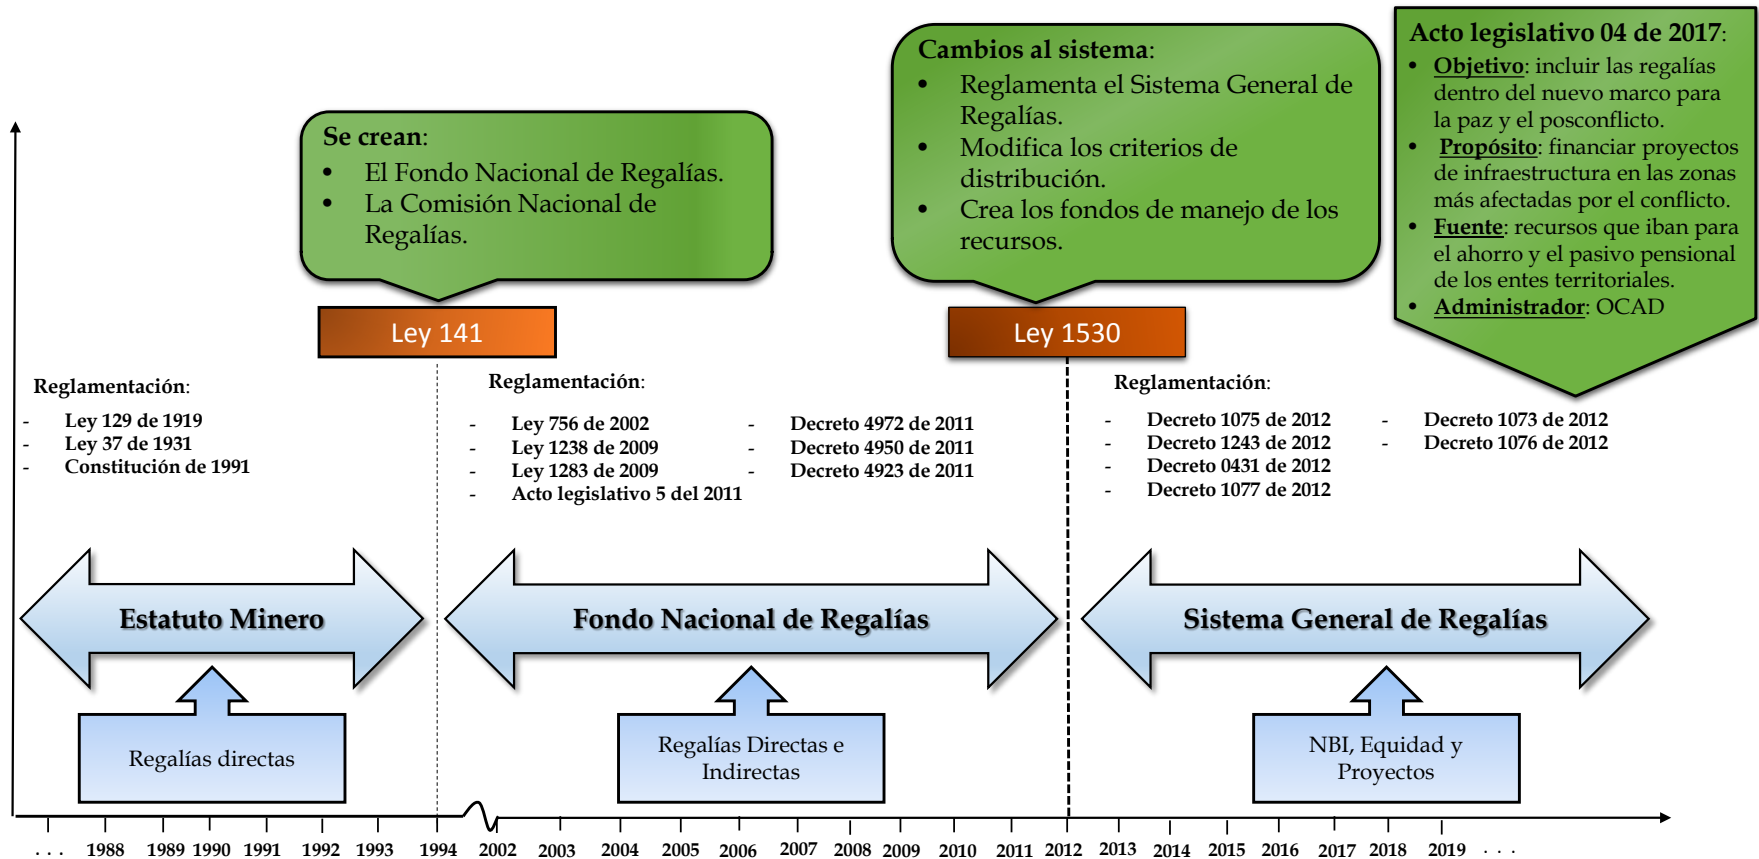 Se crean:
• El Fondo Nacional de Regalías.
• La Comisión Nacional de
Regalías.
Cambios al sistema:
• Reglamenta el Sistema General de
Regalías.
• Modifica los criterios de
distribución.
• Crea los fondos de manejo de los
recursos.
Acto legislativo 04 de 2017:
• Objetivo: incluir las regalías
dentro del nuevo marco para
la paz y el posconflicto.
• Propósito: financiar proyectos
de infraestructura en las zonas
más afectadas por el conflicto.
• Fuente: recursos que iban para
el ahorro y el pasivo pensional
de los entes territoriales.
• Administrador: OCAD
Ley 141
Ley 1530
Reglamentación:
- Ley 129 de 1919
- Ley 37 de 1931
- Constitución de 1991
Reglamentación:
- Ley 756 de 2002
- Ley 1238 de 2009
- Ley 1283 de 2009
- Acto legislativo 5 del 2011
- Decreto 4972 de 2011
- Decreto 4950 de 2011
- Decreto 4923 de 2011
Reglamentación:
- Decreto 1075 de 2012
- Decreto 1243 de 2012
- Decreto 0431 de 2012
- Decreto 1077 de 2012
- Decreto 1073 de 2012
- Decreto 1076 de 2012
Estatuto Minero
Fondo Nacional de Regalías
Sistema General de Regalías
Regalías directas
Regalías Directas e
Indirectas
NBI, Equidad y
Proyectos
. . . 1988 1989 1990 1991 1992 1993 1994 2002 2003 2004 2005 2006 2007 2008 2009 2010 2011 2012 2013 2014 2015 2016 2017 2018 2019 . . .